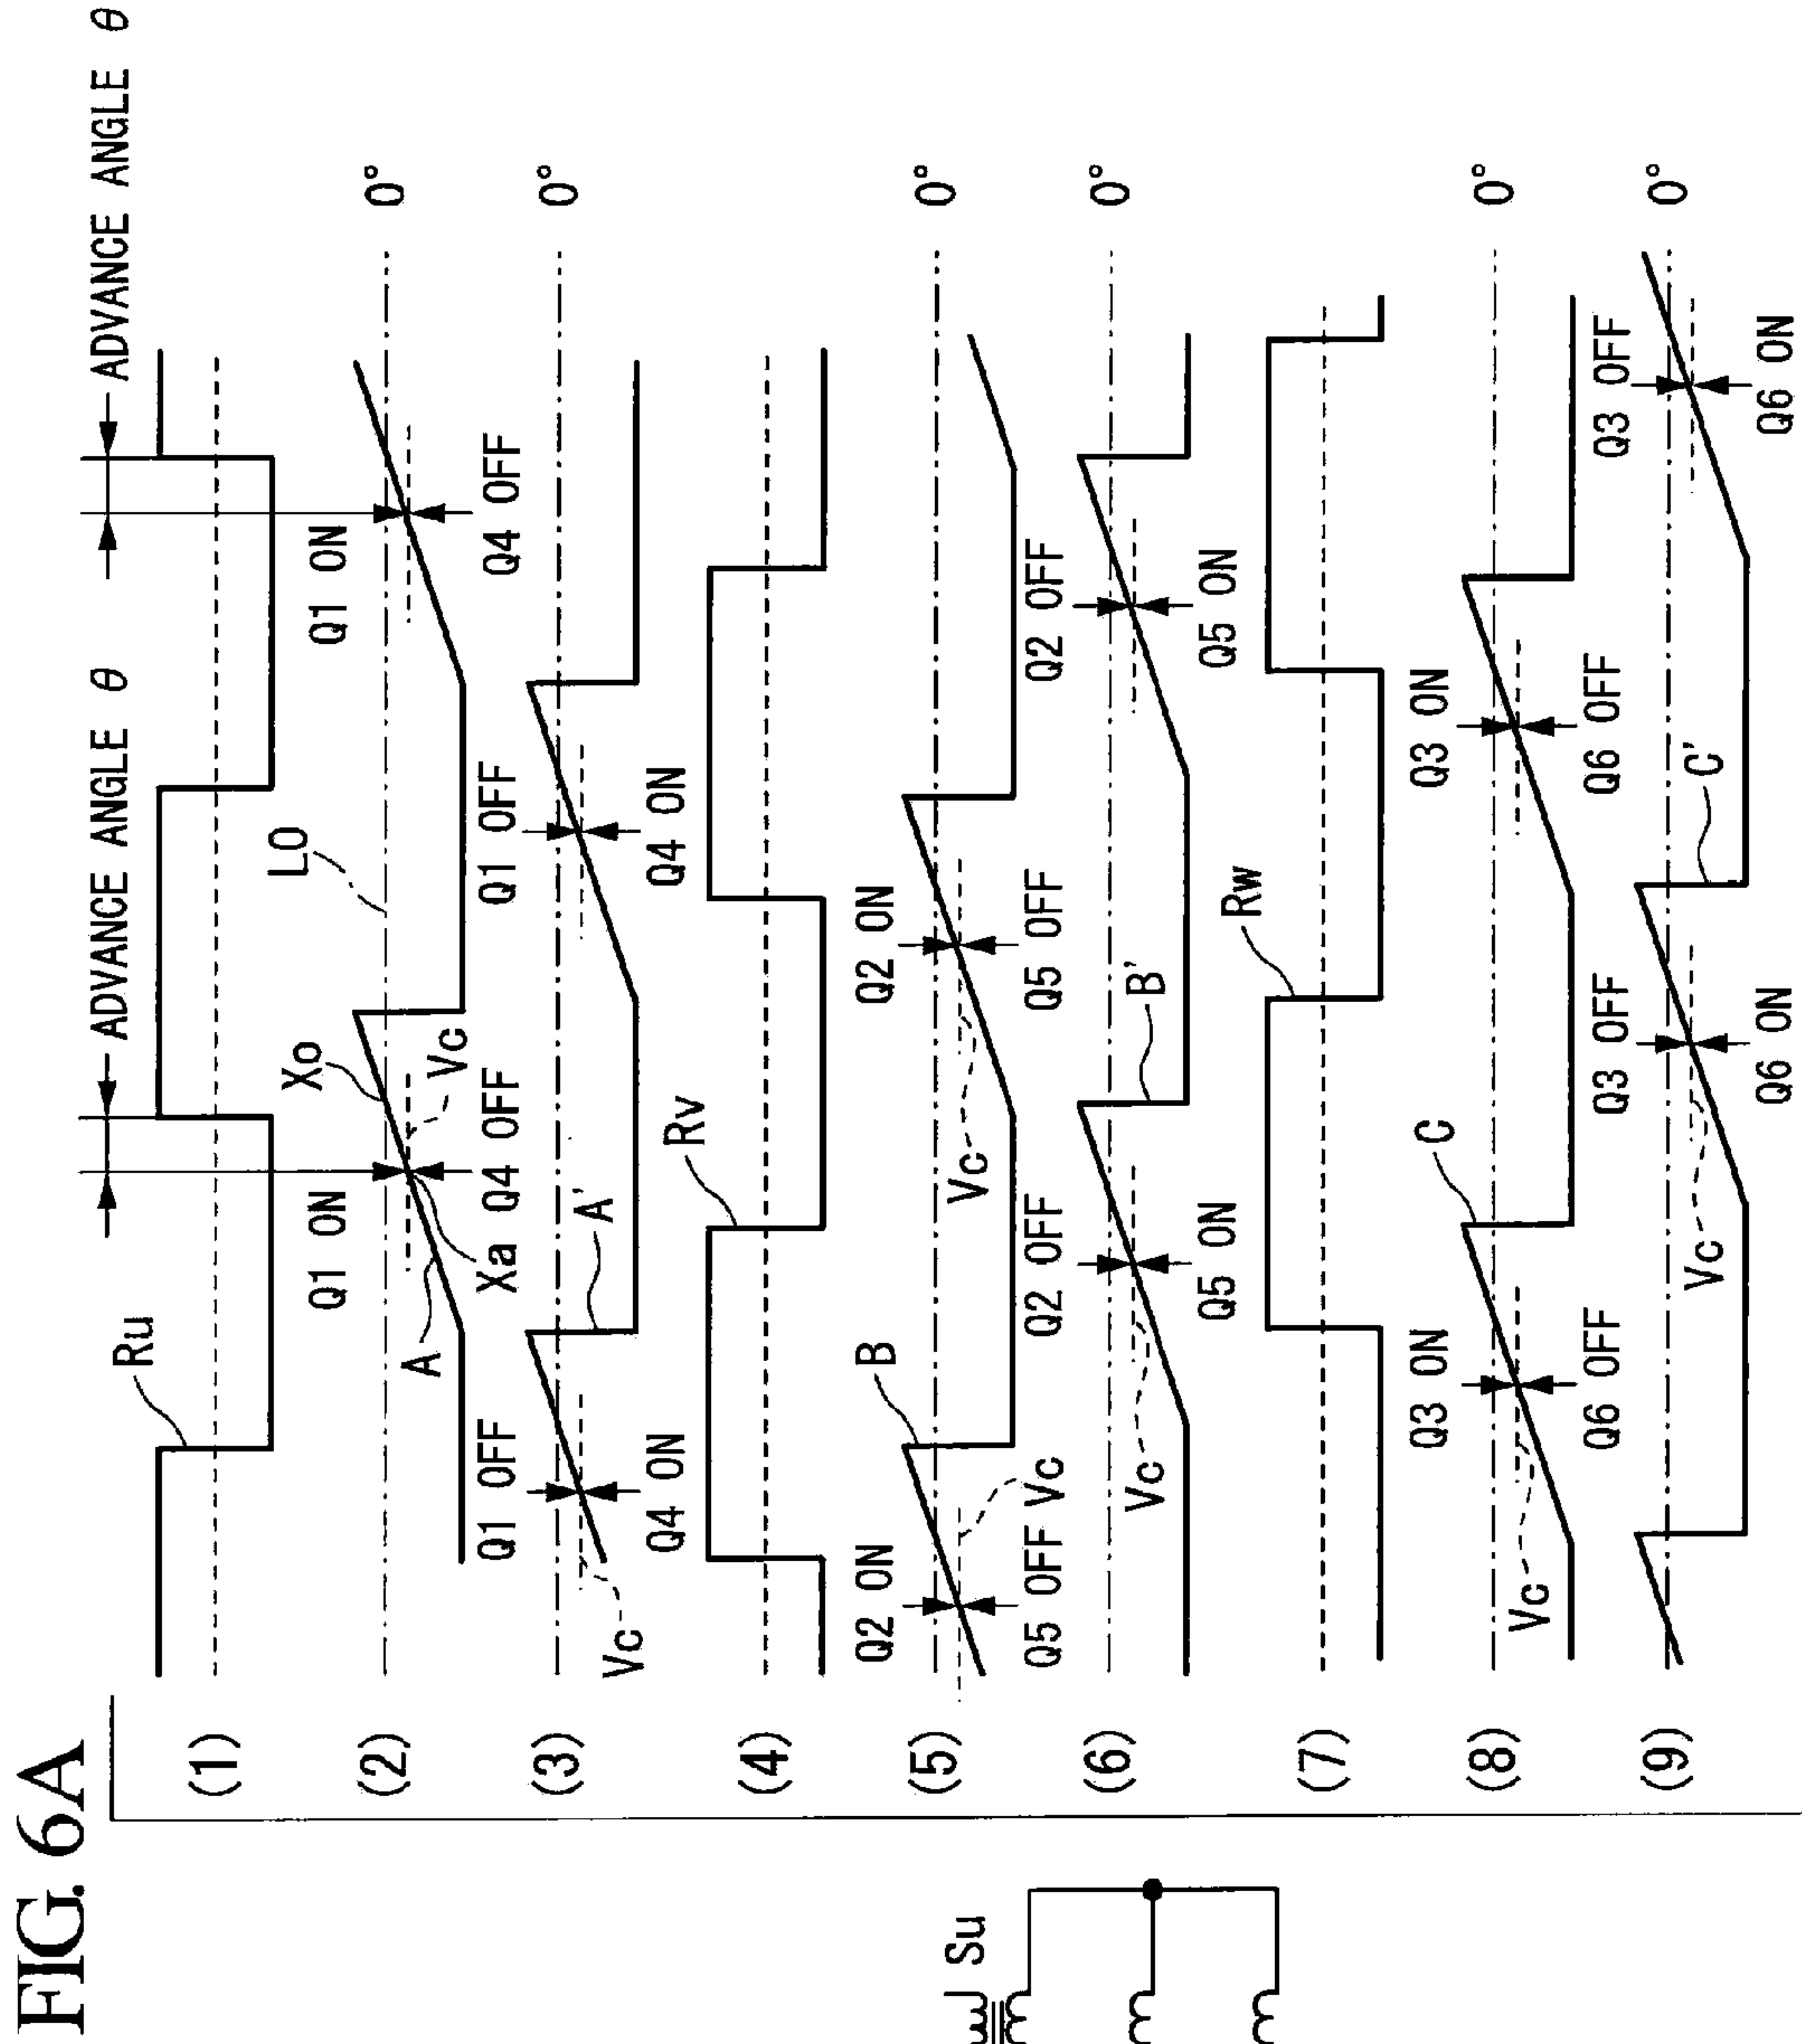 FIG. 6A
ADVANCE ANGLE θ
ADVANCE ANGLE θ
(1)
Ru
(2)
A
Xa
Q1 ON
Q4 OFF
Xo
Vc
L0
Q1 ON
Q4 OFF
0°
(3)
Vc
Q1 OFF
Q4 ON
A'
Q1 OFF
Q4 ON
0°
(4)
Rv
(5)
Q2 ON
Q5 OFF
Vc
B
Vc
Q2 ON
Q5 OFF
0°
(6)
Vc
Q2 OFF
Q5 ON
B'
Q2 OFF
Q5 ON
0°
(7)
Rw
(8)
Vc
Q3 ON
Q6 OFF
C
Q3 ON
Q6 OFF
0°
(9)
Vc
Q3 OFF
Q6 ON
C'
Q3 OFF
Q6 ON
0°
Su